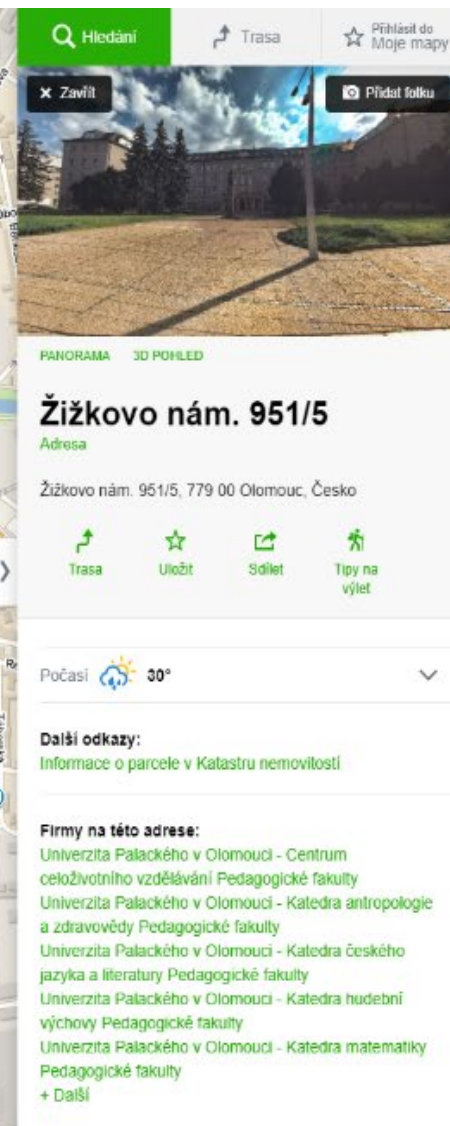 Hledání
Trasa
Přihlásit do
Moje mapy
× Zavřít
Přidat fotku
PANORAMA 3D POHLED
Žižkovo nám. 951/5
Adresa
Žižkovo nám. 951/5, 779 00 Olomouc, Česko
Trasa Uložit Sdílet Tipy na
výlet
Počasí 30°
Další odkazy:
Informace o parcele v Katastru nemovitostí
Firmy na této adrese:
Univerzita Palackého v Olomouci - Centrum
celoživotního vzdělávání Pedagogické fakulty
Univerzita Palackého v Olomouci - Katedra antropologie
a zdravovědy Pedagogické fakulty
Univerzita Palackého v Olomouci - Katedra českého
jazyka a literatury Pedagogické fakulty
Univerzita Palackého v Olomouci - Katedra hudební
výchovy Pedagogické fakulty
Univerzita Palackého v Olomouci - Katedra matematiky
Pedagogické fakulty
+ Další